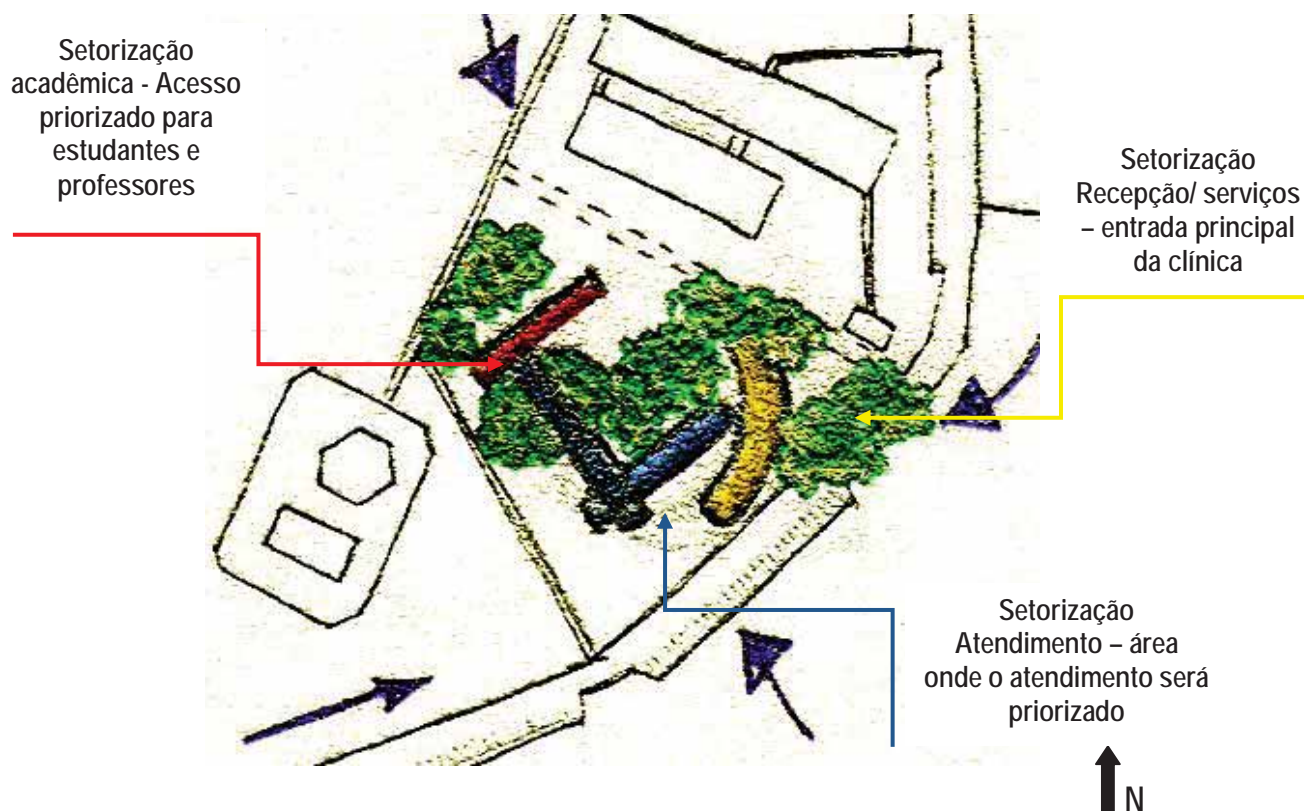 Setorização
acadêmica - Acesso
priorizado para
estudantes e
professores
Setorização
Recepção/ serviços
– entrada principal
da clínica
Setorização
Atendimento – área
onde o atendimento será
priorizado
N